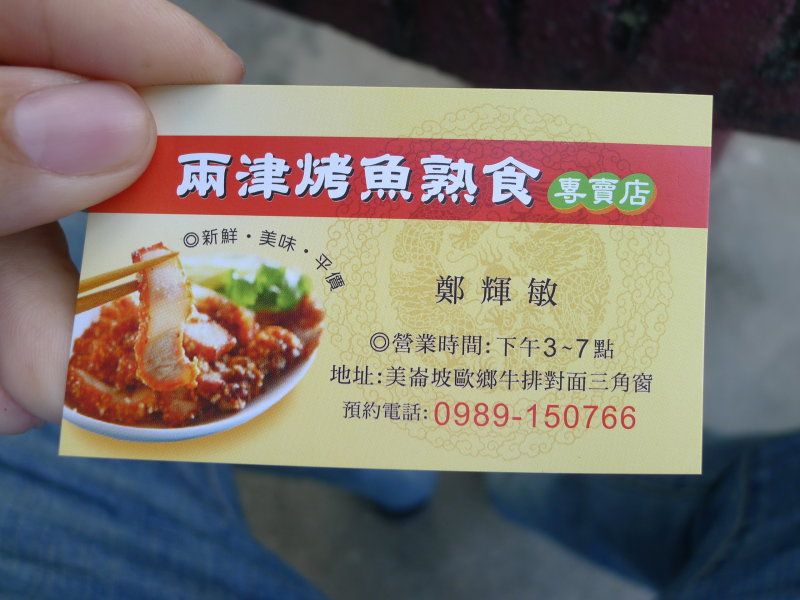 兩津烤魚熟食專賣店
◎新鮮・美味・平價
鄭輝敏
◎營業時間:下午3~7點
地址:美崙坡歐鄉牛排對面三角窗
預約電話:0989-150766